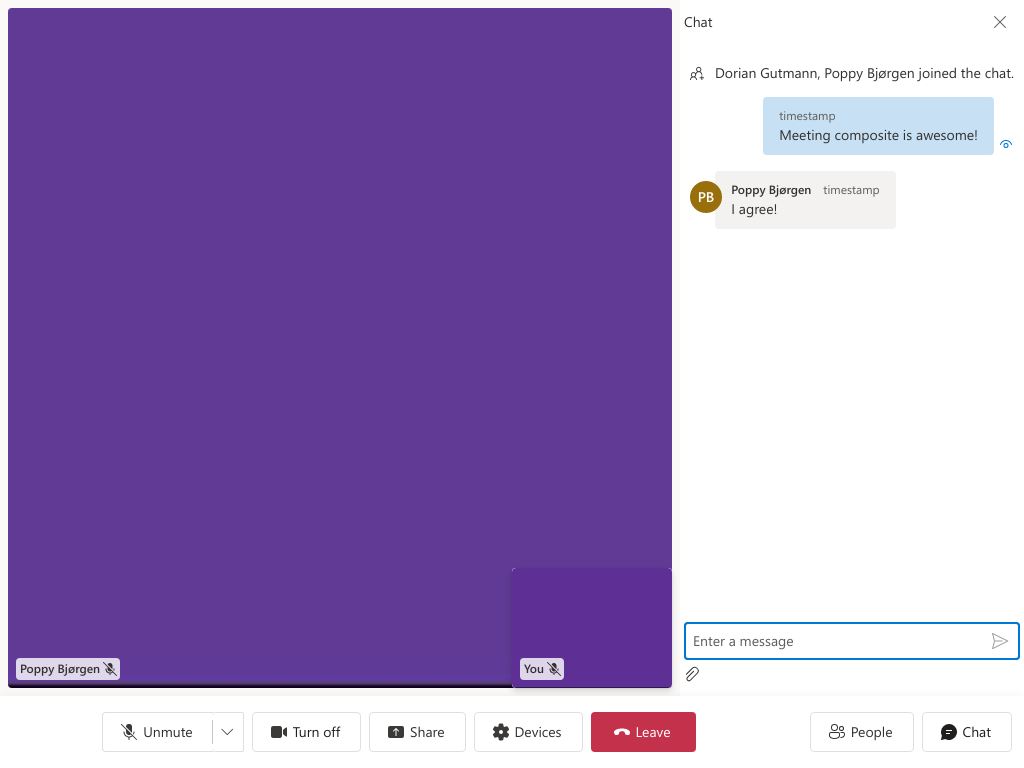 Chat
Dorian Gutmann, Poppy Bjørgen joined the chat.
timestamp
Meeting composite is awesome!
PB
Poppy Bjørgen timestamp
I agree!
Enter a message
Poppy Bjørgen
You
Unmute
Turn off
Share
Devices
Leave
People
Chat